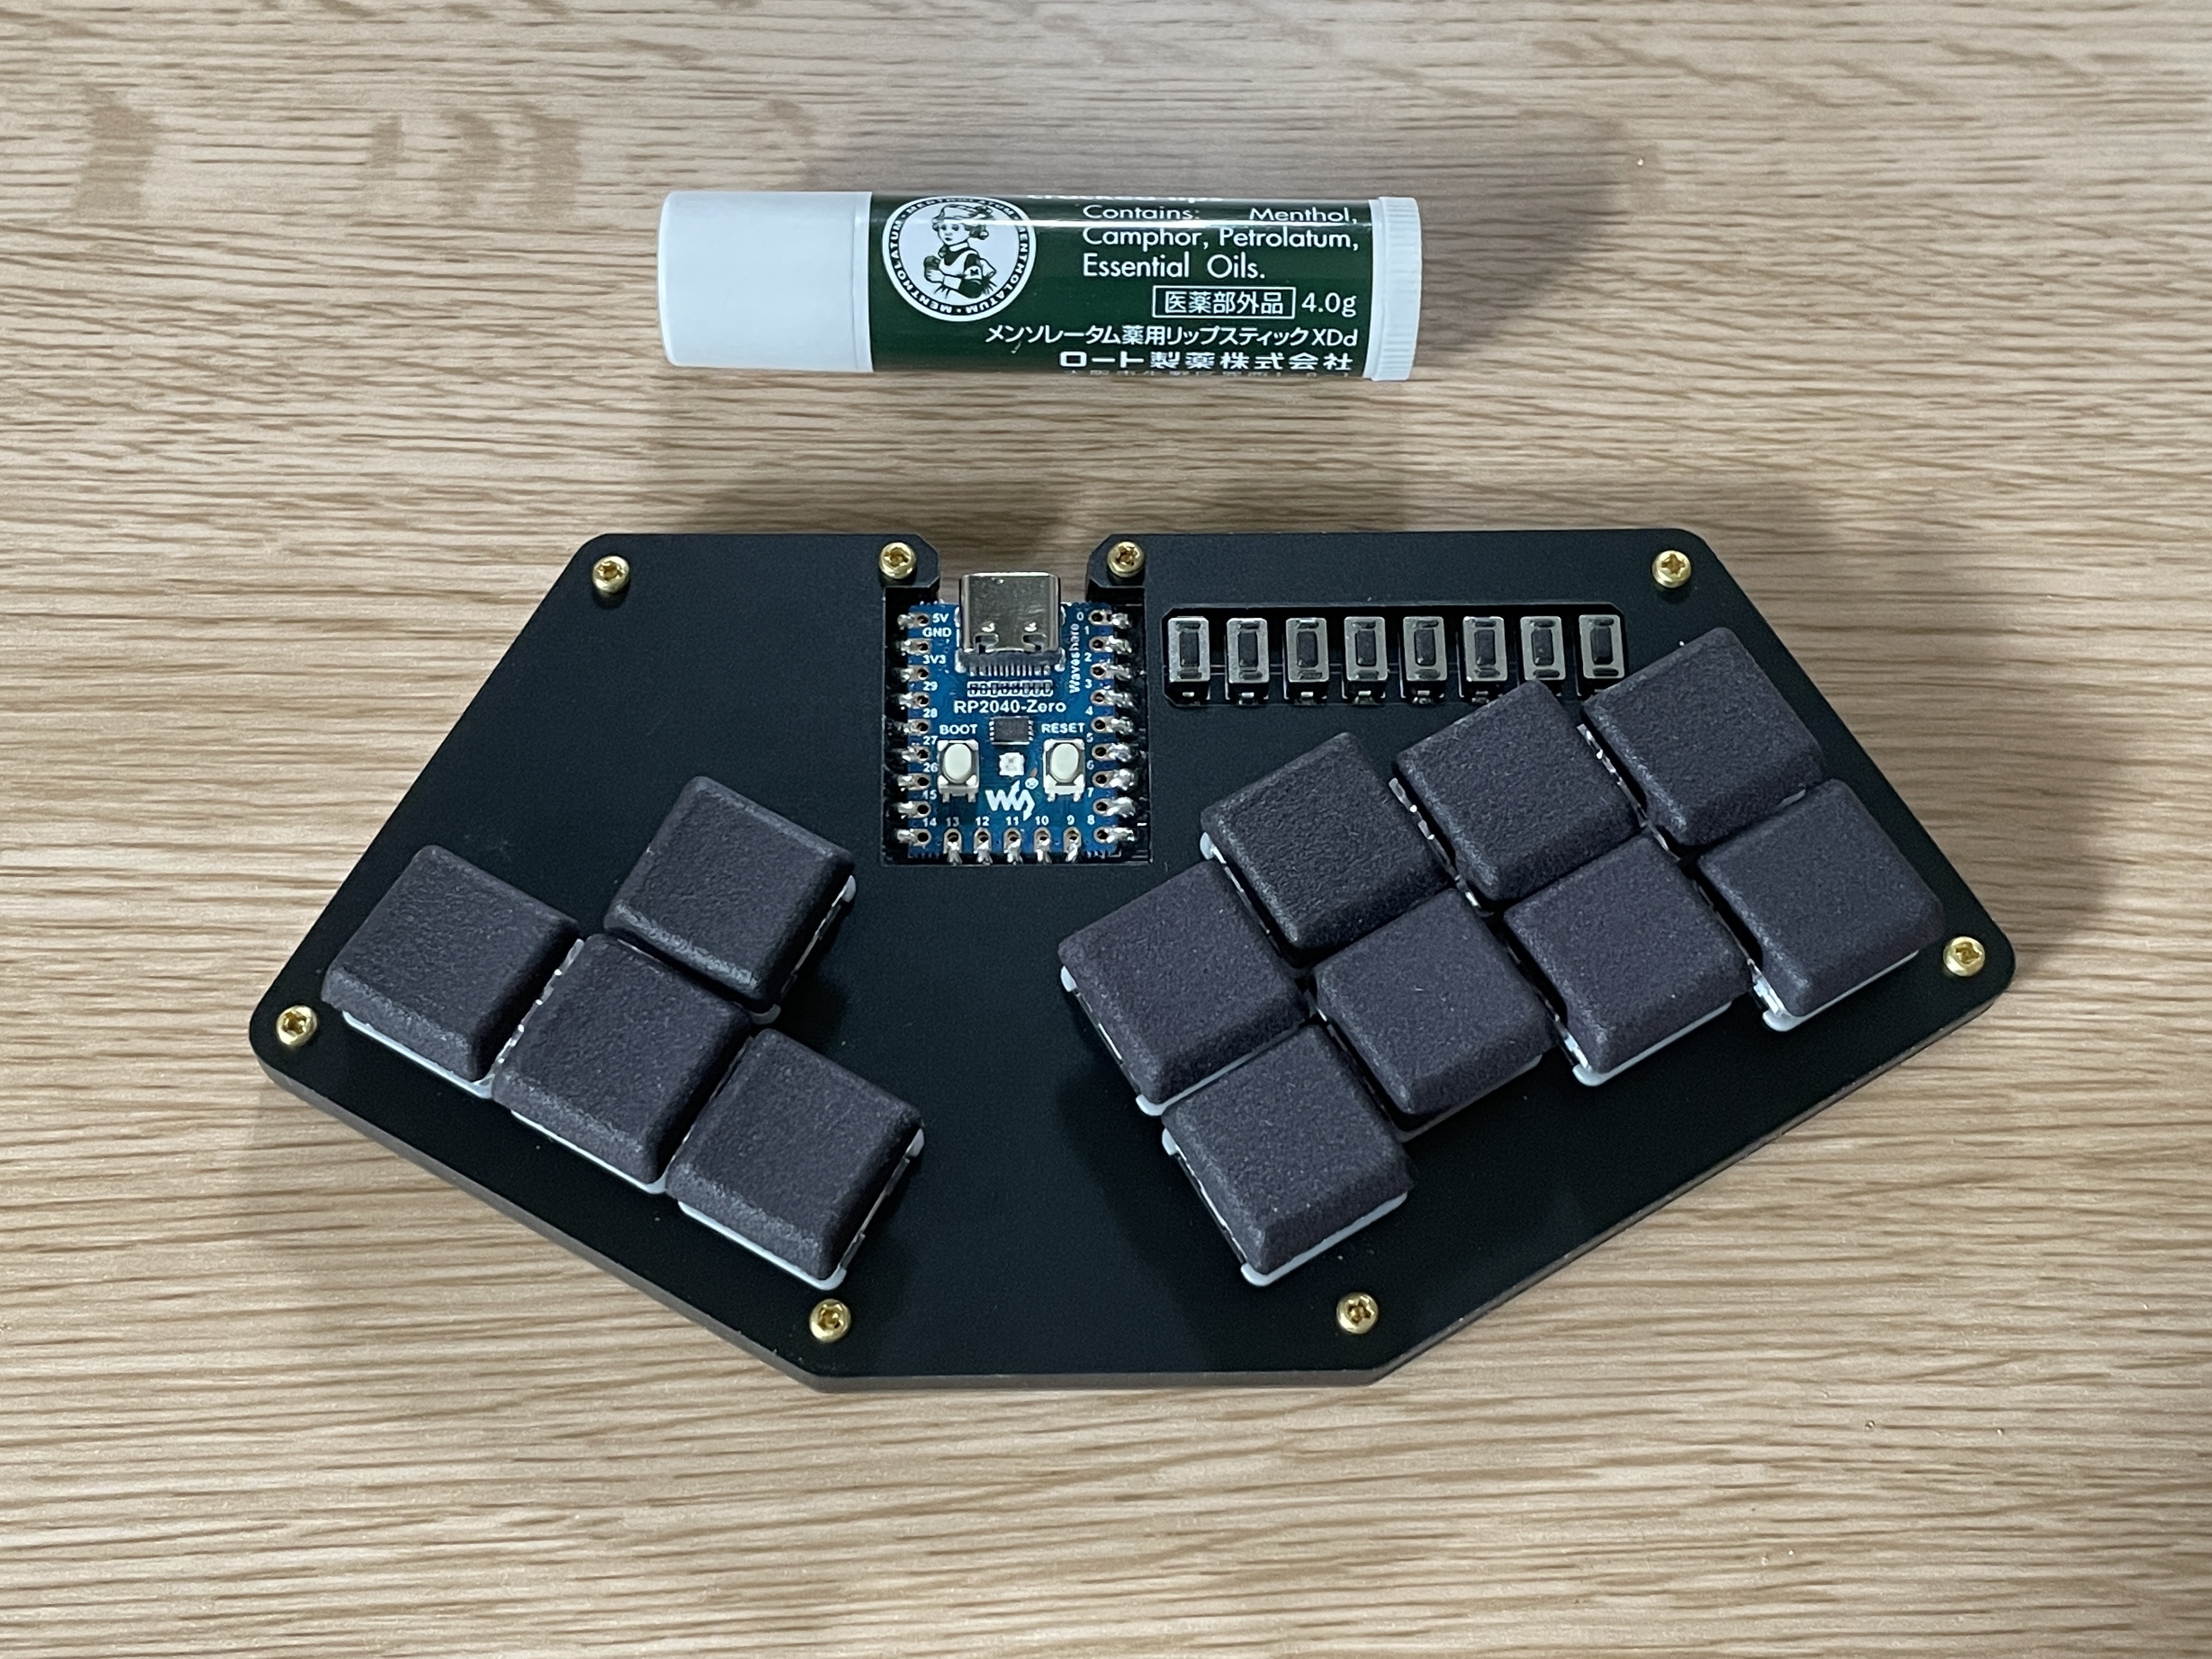 MENTHOLATUM · MENTHOLATUM · MENTHOLATUM
Contains: Menthol,
Camphor, Petrolatum,
Essential Oils.
医薬部外品 4.0g
メンソレータム薬用リップスティックXDd
ロート製薬株式会社
5V
GND
3V3
29
28
27
26
15
14
13
12
11
10
9
8
0
1
2
3
4
5
6
7
Waveshare
RP2040-Zero
BOOT
RESET